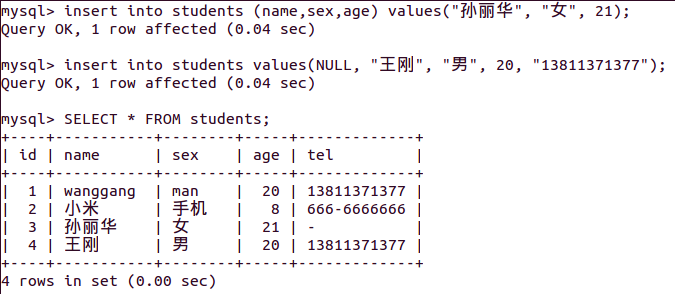 mysql> insert into students (name,sex,age) values("孙丽华", "女", 21);
Query OK, 1 row affected (0.04 sec)
mysql> insert into students values(NULL, "王刚", "男", 20, "13811371377");
Query OK, 1 row affected (0.04 sec)
mysql> SELECT * FROM students;
+----+-----------+--------+-----+-------------+
| id | name      | sex    | age | tel         |
+----+-----------+--------+-----+-------------+
|  1 | wanggang  | man    |  20 | 13811371377 |
|  2 | 小米      | 手机   |   8 | 666-6666666 |
|  3 | 孙丽华    | 女     |  21 | -           |
|  4 | 王刚      | 男     |  20 | 13811371377 |
+----+-----------+--------+-----+-------------+
4 rows in set (0.00 sec)